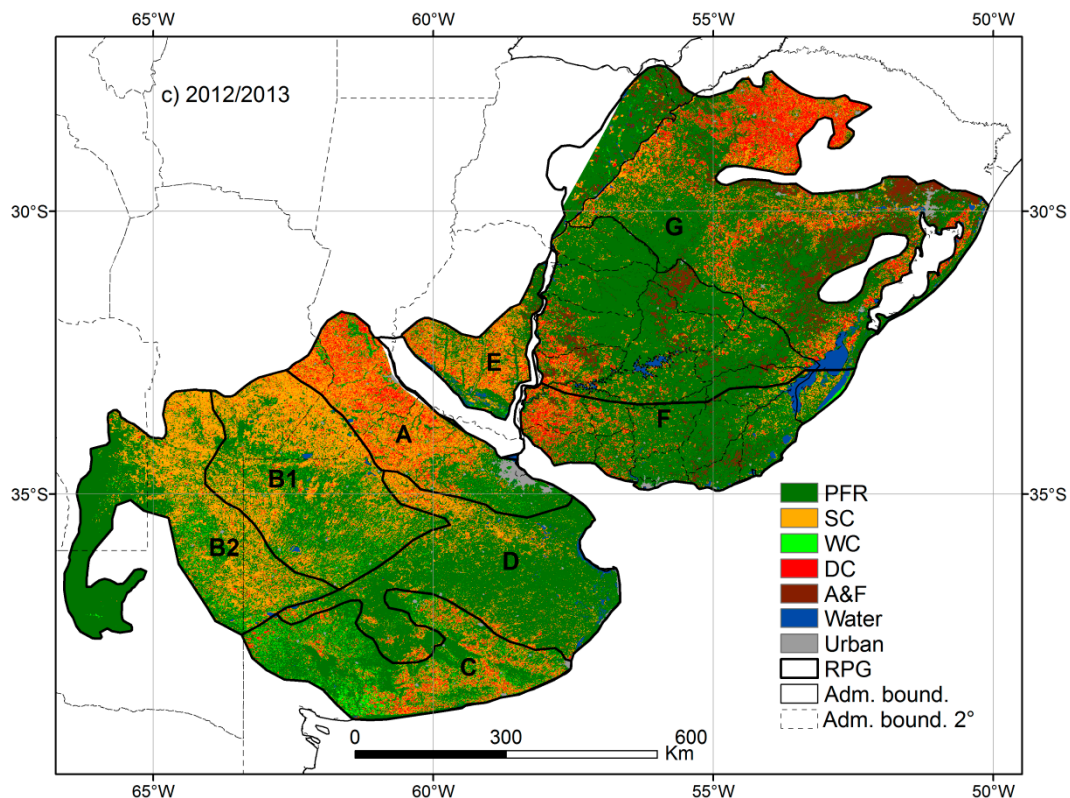 65°W 60°W 55°W 50°W
c) 2012/2013
30°S 30°S
G
E
A
F
B1
35°S 35°S
B2
D
C
PFR
SC
WC
DC
A&F
Water
Urban
RPG
Adm. bound.
Adm. bound. 2°
0 300 600
Km
65°W 60°W 55°W 50°W